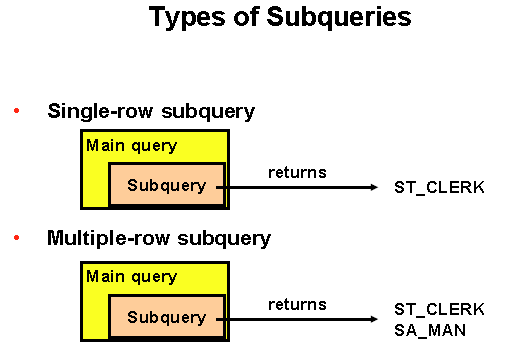 Types of Subqueries
• Single-row subquery
Main query
Subquery
returns
ST_CLERK
• Multiple-row subquery
Main query
Subquery
returns
ST_CLERK
SA_MAN